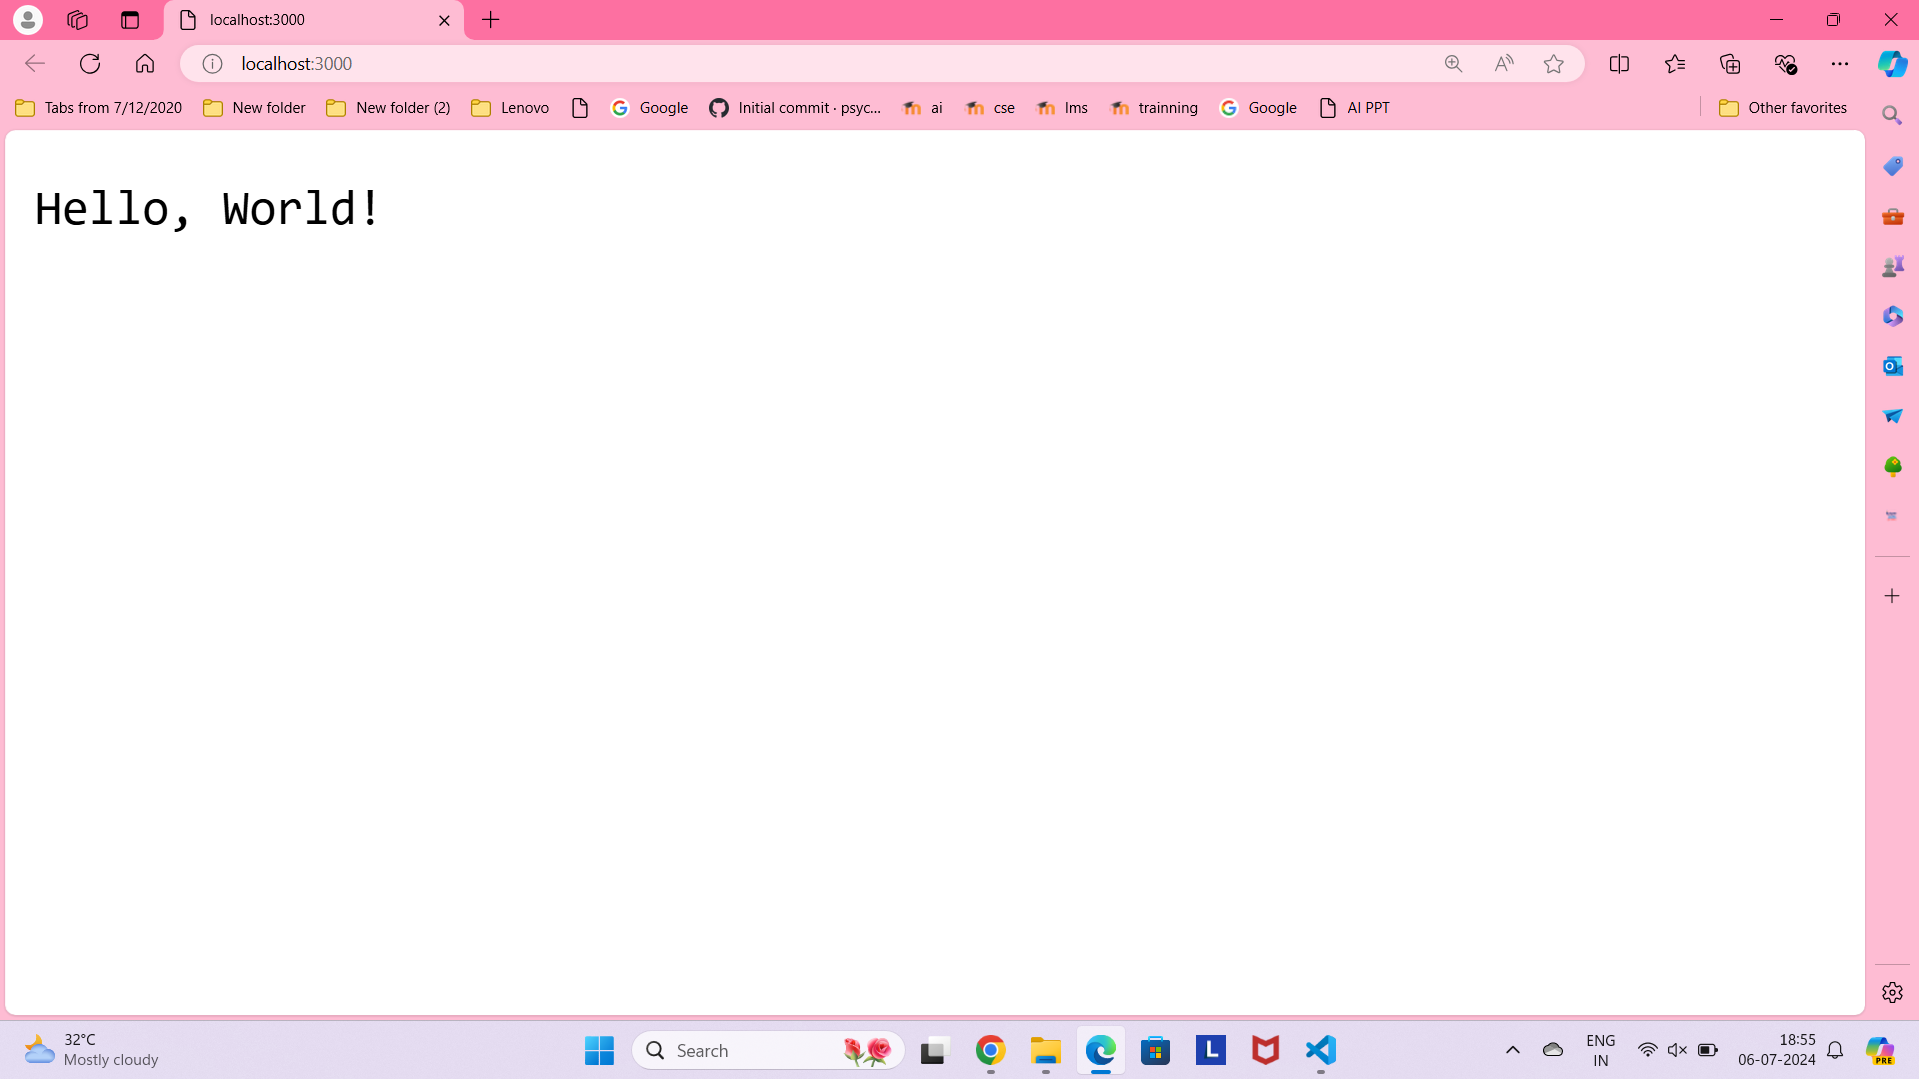 localhost:3000
localhost:3000
Tabs from 7/12/2020 New folder New folder (2) Lenovo Google Initial commit · psyc... ai cse lms trainning Google AI PPT Other favorites
Hello, World!
32°C
Mostly cloudy
Search
L
ENG
IN
18:55
06-07-2024
PRE